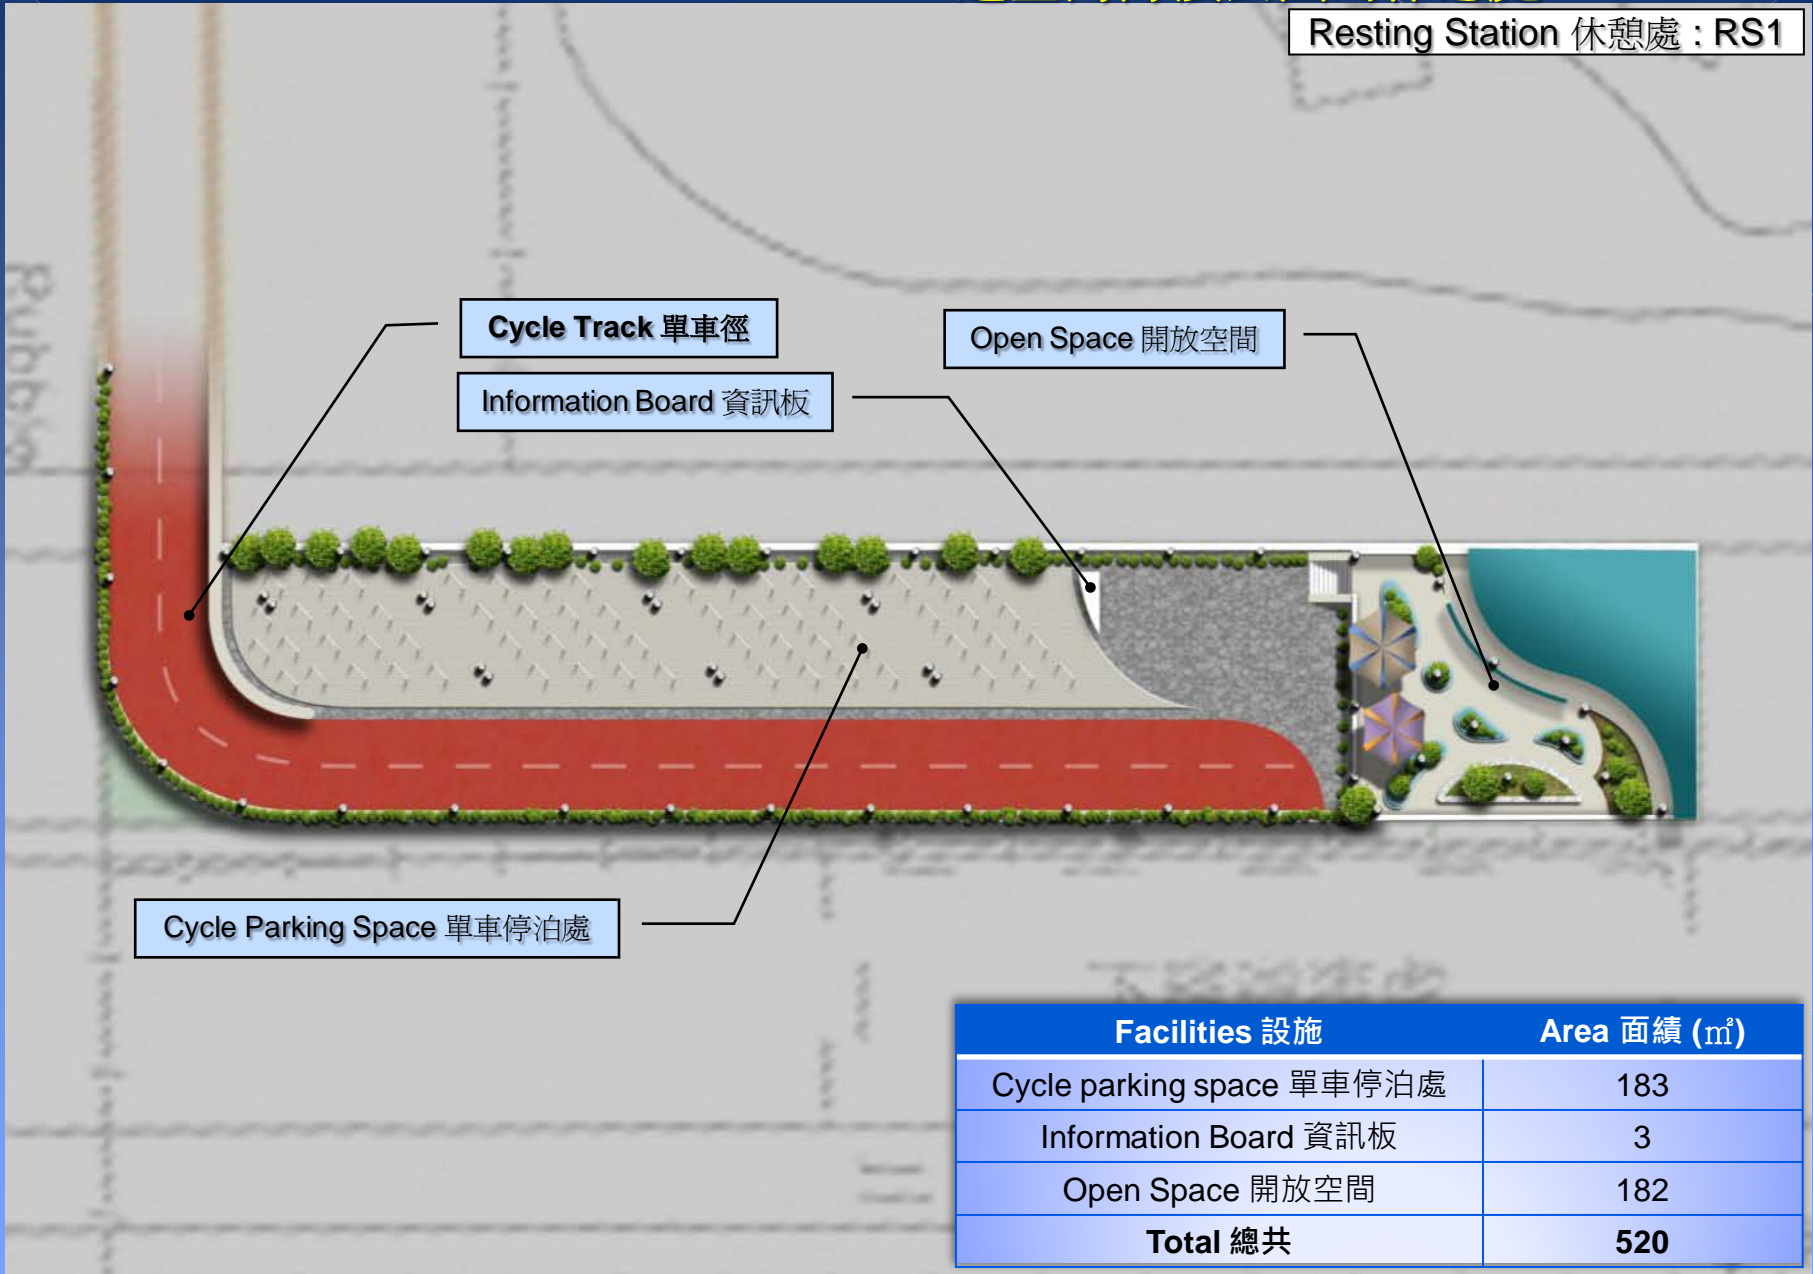 Resting Station 休憩處 : RS1
Cycle Track 單車徑
Open Space 開放空間
Information Board 資訊板
Cycle Parking Space 單車停泊處
Facilities 設施 Area 面績 (㎡)
Cycle parking space 單車停泊處 183
Information Board 資訊板 3
Open Space 開放空間 182
Total 總共 520